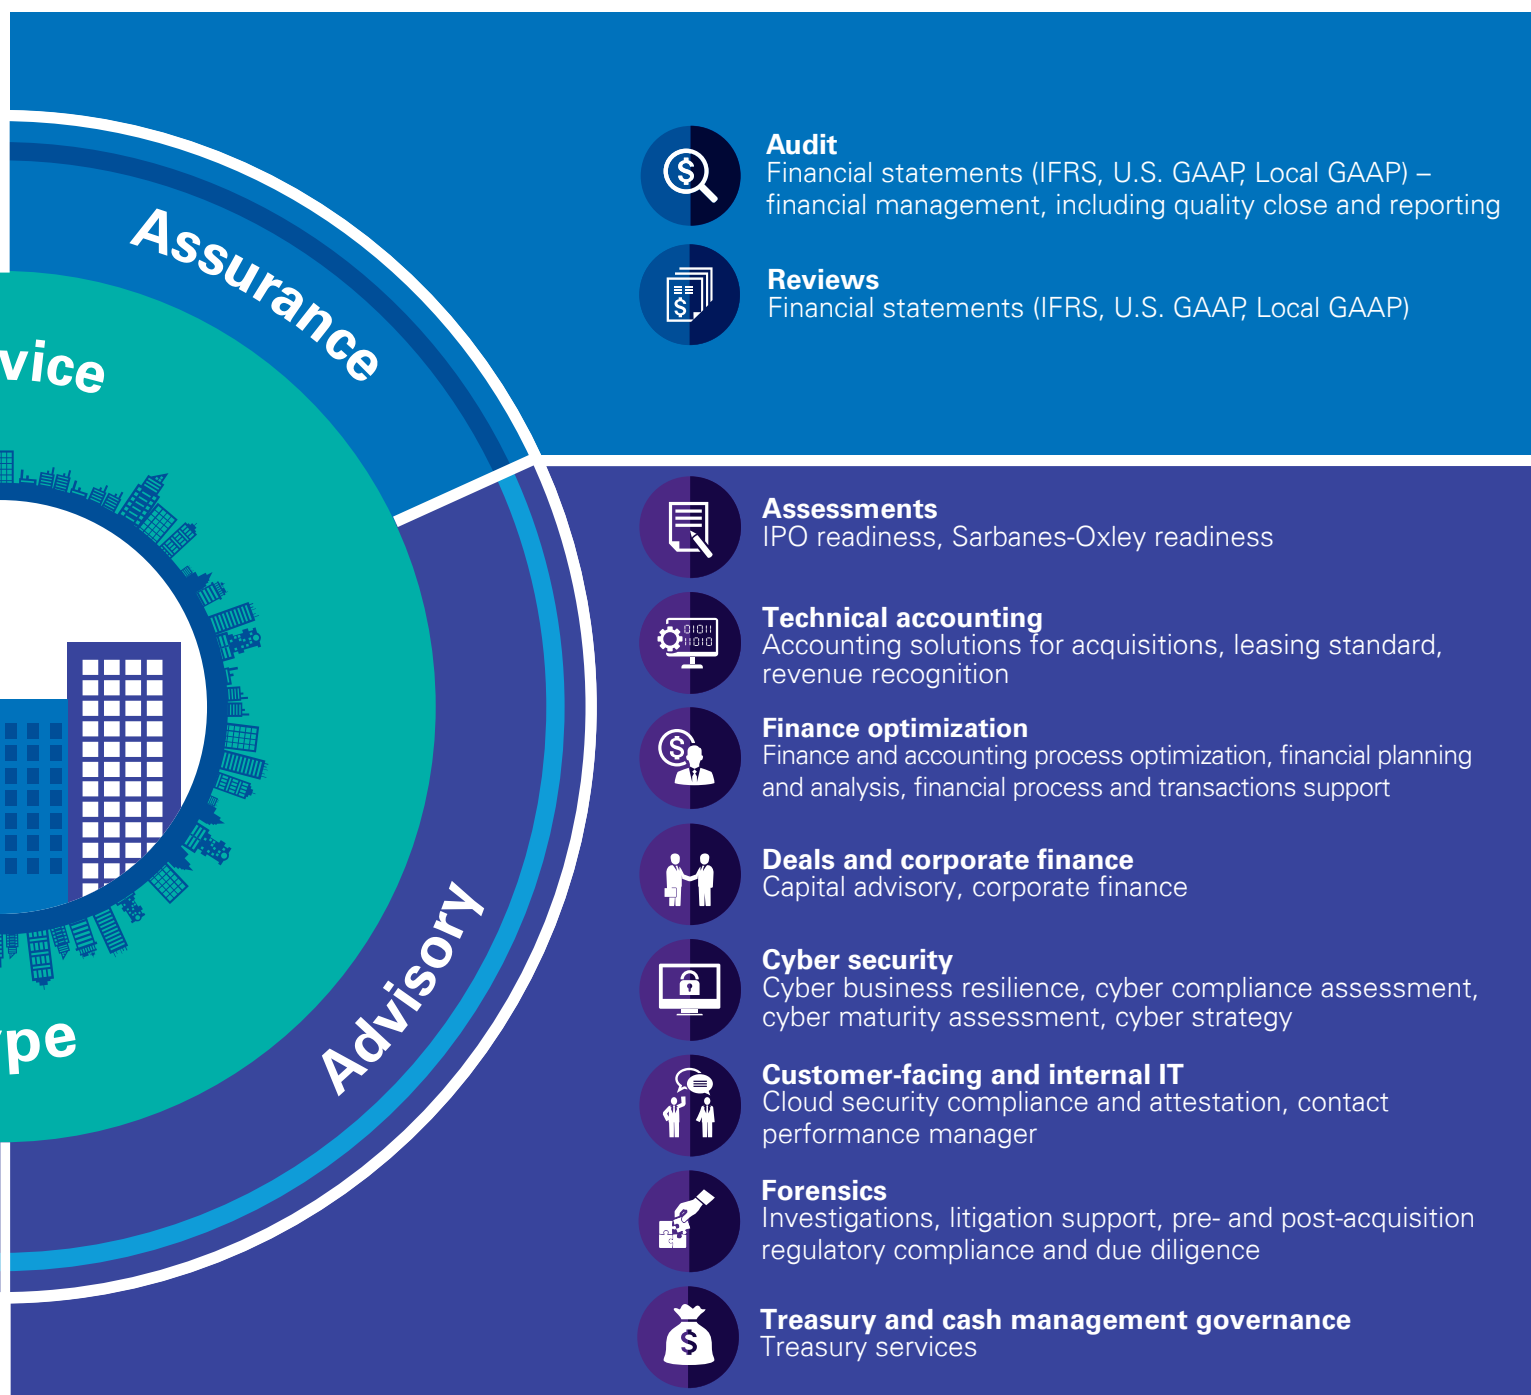 Assurance
vice
Advisory
pe
Audit
Financial statements (IFRS, U.S. GAAP, Local GAAP) –
financial management, including quality close and reporting
Reviews
Financial statements (IFRS, U.S. GAAP, Local GAAP)
Assessments
IPO readiness, Sarbanes-Oxley readiness
Technical accounting
Accounting solutions for acquisitions, leasing standard,
revenue recognition
Finance optimization
Finance and accounting process optimization, financial planning
and analysis, financial process and transactions support
Deals and corporate finance
Capital advisory, corporate finance
Cyber security
Cyber business resilience, cyber compliance assessment,
cyber maturity assessment, cyber strategy
Customer-facing and internal IT
Cloud security compliance and attestation, contact
performance manager
Forensics
Investigations, litigation support, pre- and post-acquisition
regulatory compliance and due diligence
Treasury and cash management governance
Treasury services
01011
11010
$
$
$
$